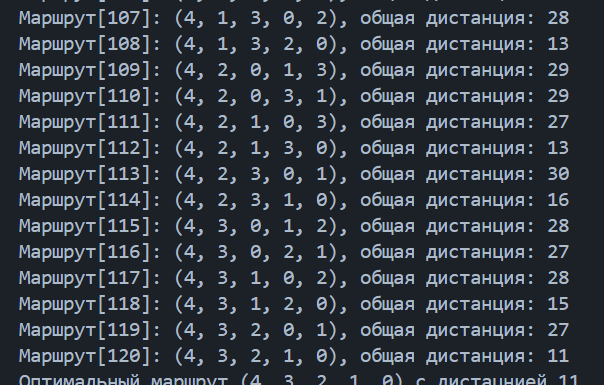 Маршрут[107]: (4, 1, 3, 0, 2), общая дистанция: 28
Маршрут[108]: (4, 1, 3, 2, 0), общая дистанция: 13
Маршрут[109]: (4, 2, 0, 1, 3), общая дистанция: 29
Маршрут[110]: (4, 2, 0, 3, 1), общая дистанция: 29
Маршрут[111]: (4, 2, 1, 0, 3), общая дистанция: 27
Маршрут[112]: (4, 2, 1, 3, 0), общая дистанция: 13
Маршрут[113]: (4, 2, 3, 0, 1), общая дистанция: 30
Маршрут[114]: (4, 2, 3, 1, 0), общая дистанция: 16
Маршрут[115]: (4, 3, 0, 1, 2), общая дистанция: 28
Маршрут[116]: (4, 3, 0, 2, 1), общая дистанция: 27
Маршрут[117]: (4, 3, 1, 0, 2), общая дистанция: 28
Маршрут[118]: (4, 3, 1, 2, 0), общая дистанция: 15
Маршрут[119]: (4, 3, 2, 0, 1), общая дистанция: 27
Маршрут[120]: (4, 3, 2, 1, 0), общая дистанция: 11
Оптимальный маршрут (4, 3, 2, 1, 0) с дистанцией 11